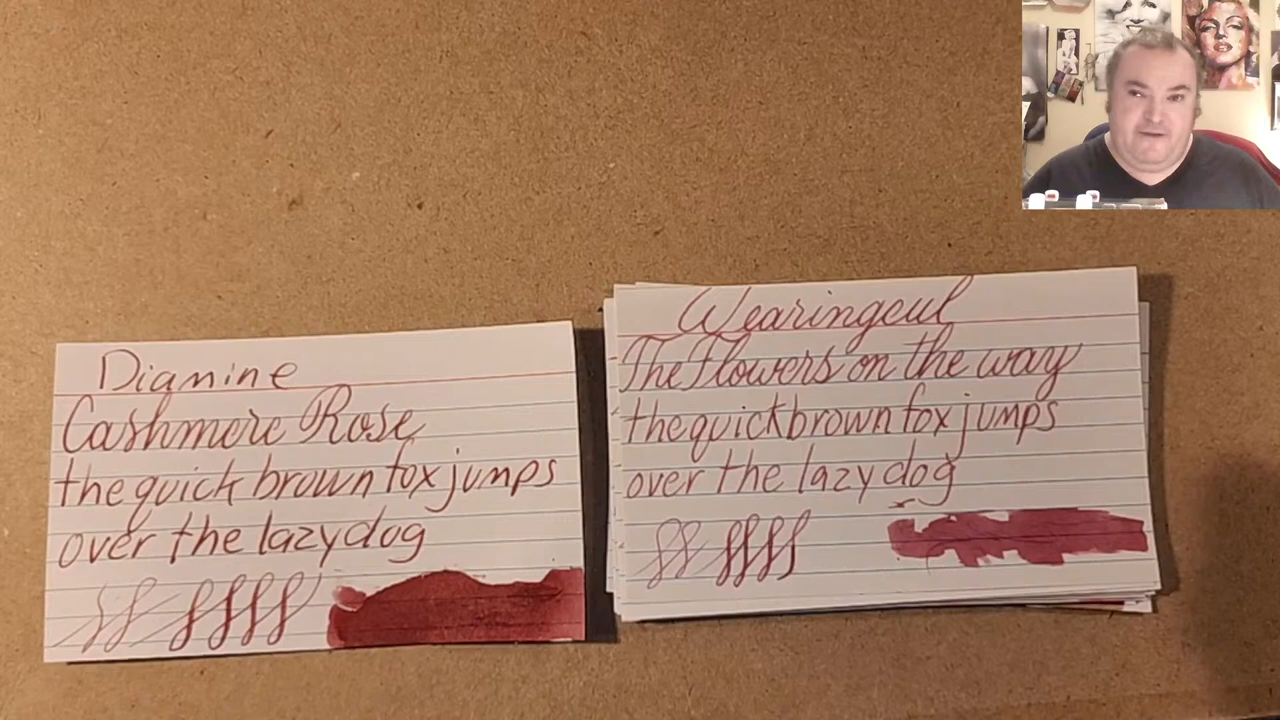 Diamine
Cashmere Rose
the quick brown fox jumps
over the lazy dog
Wearingeul
The Flowers on the way
the quick brown fox jumps
over the lazy dog